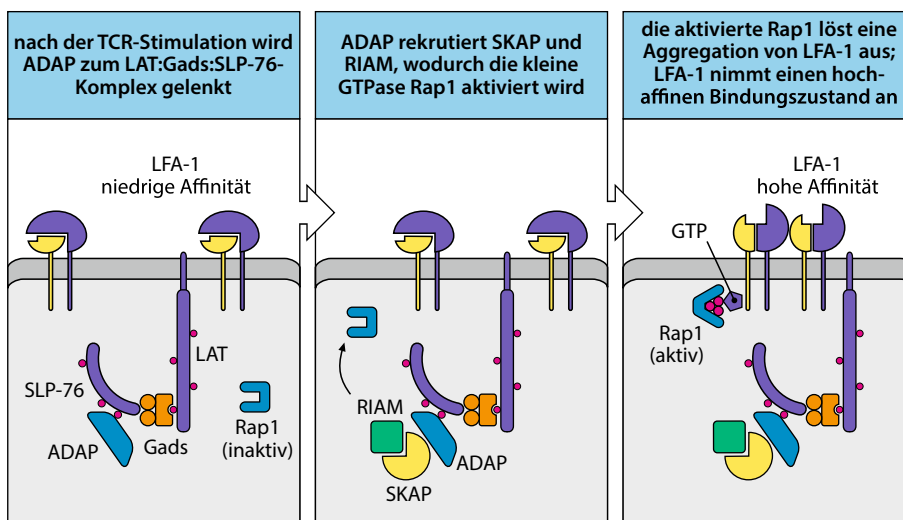 nach der TCR-Stimulation wird
ADAP zum LAT:Gads:SLP-76-
Komplex gelenkt
ADAP rekrutiert SKAP und
RIAM, wodurch die kleine
GTPase Rap1 aktiviert wird
die aktivierte Rap1 löst eine
Aggregation von LFA-1 aus;
LFA-1 nimmt einen hoch-
affinen Bindungszustand an
LFA-1
niedrige Affinität
LAT
SLP-76
ADAP
Gads
Rap1
(inaktiv)
RIAM
ADAP
SKAP
LFA-1
hohe Affinität
GTP
Rap1
(aktiv)